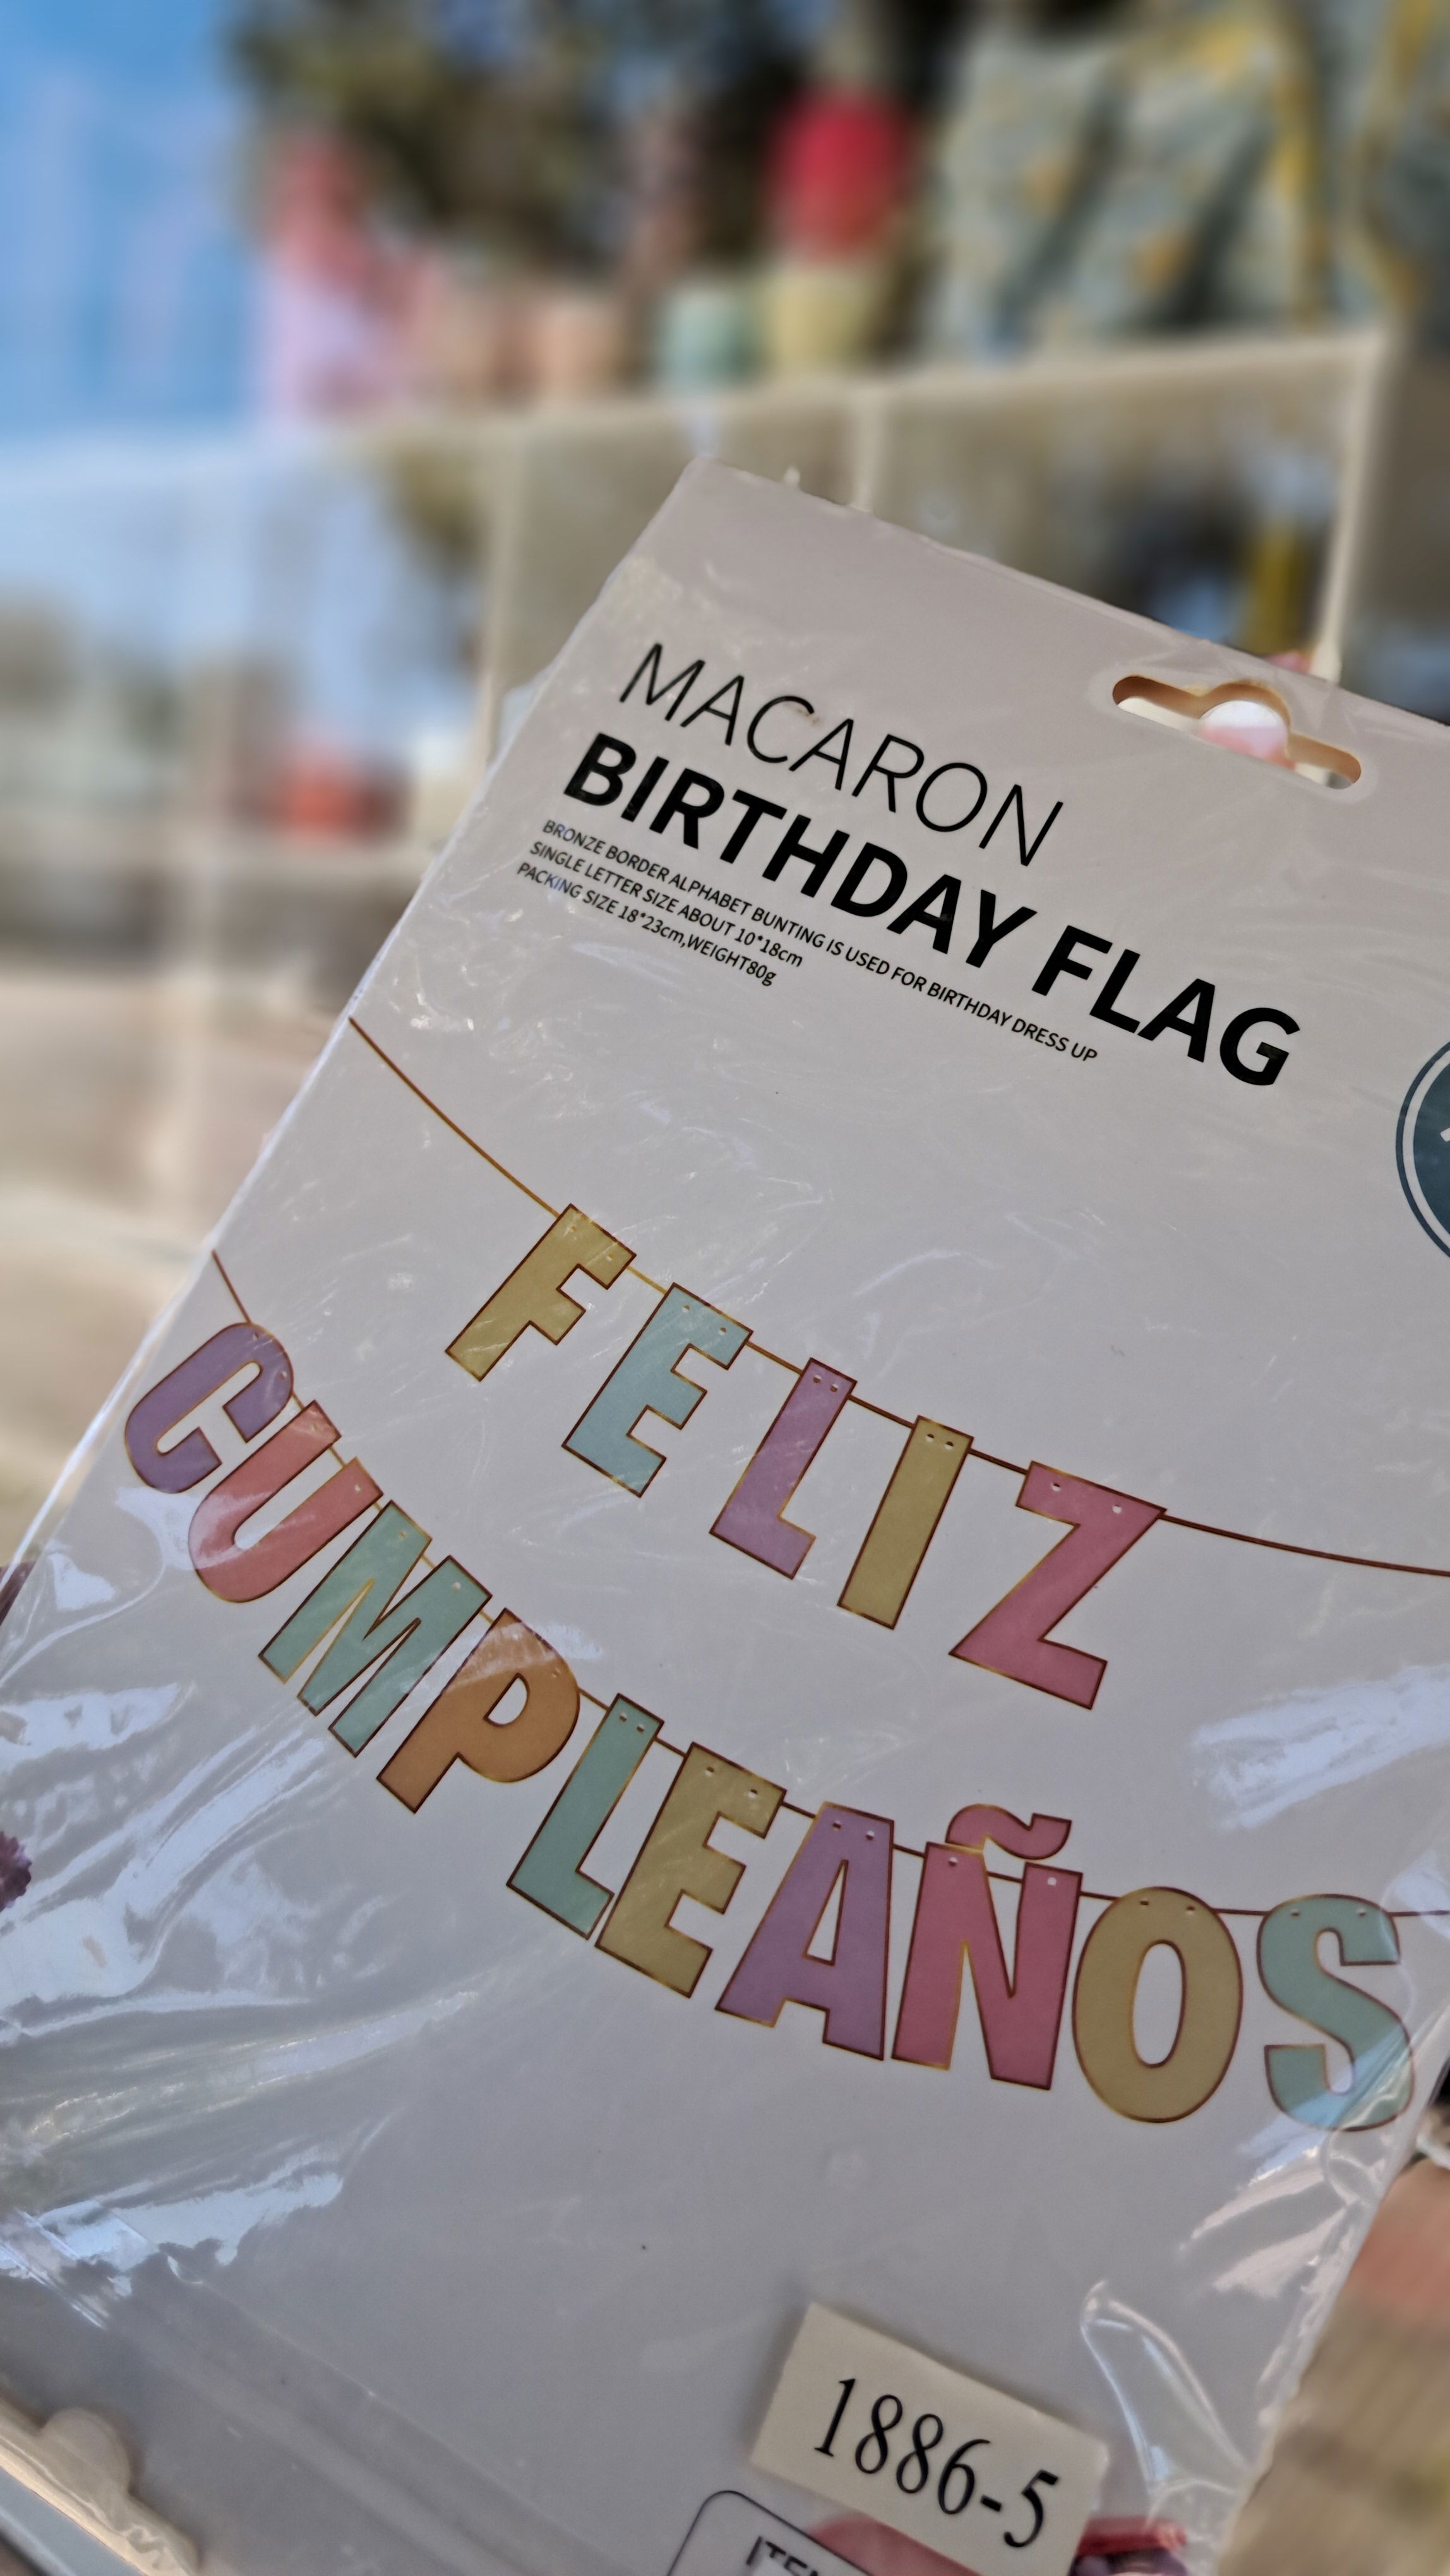 MACARON
BIRTHDAY FLAG
BRONZE BORDER ALPHABET BUNTING IS USED FOR BIRTHDAY DRESS UP
SINGLE LETTER SIZE ABOUT 10*18cm
PACKING SIZE 18*23cm,WEIGHT80g
FELIZ
CUMPLEAÑOS
1886-5